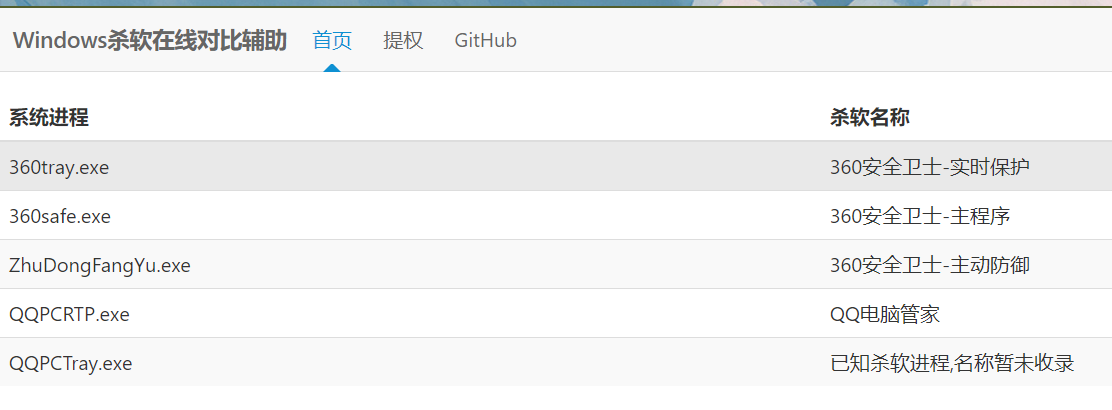 Windows杀软在线对比辅助 首页 提权 GitHub
系统进程 杀软名称
360tray.exe 360安全卫士-实时保护
360safe.exe 360安全卫士-主程序
ZhuDongFangYu.exe 360安全卫士-主动防御
QQPCRTP.exe QQ电脑管家
QQPCTray.exe 已知杀软进程,名称暂未收录